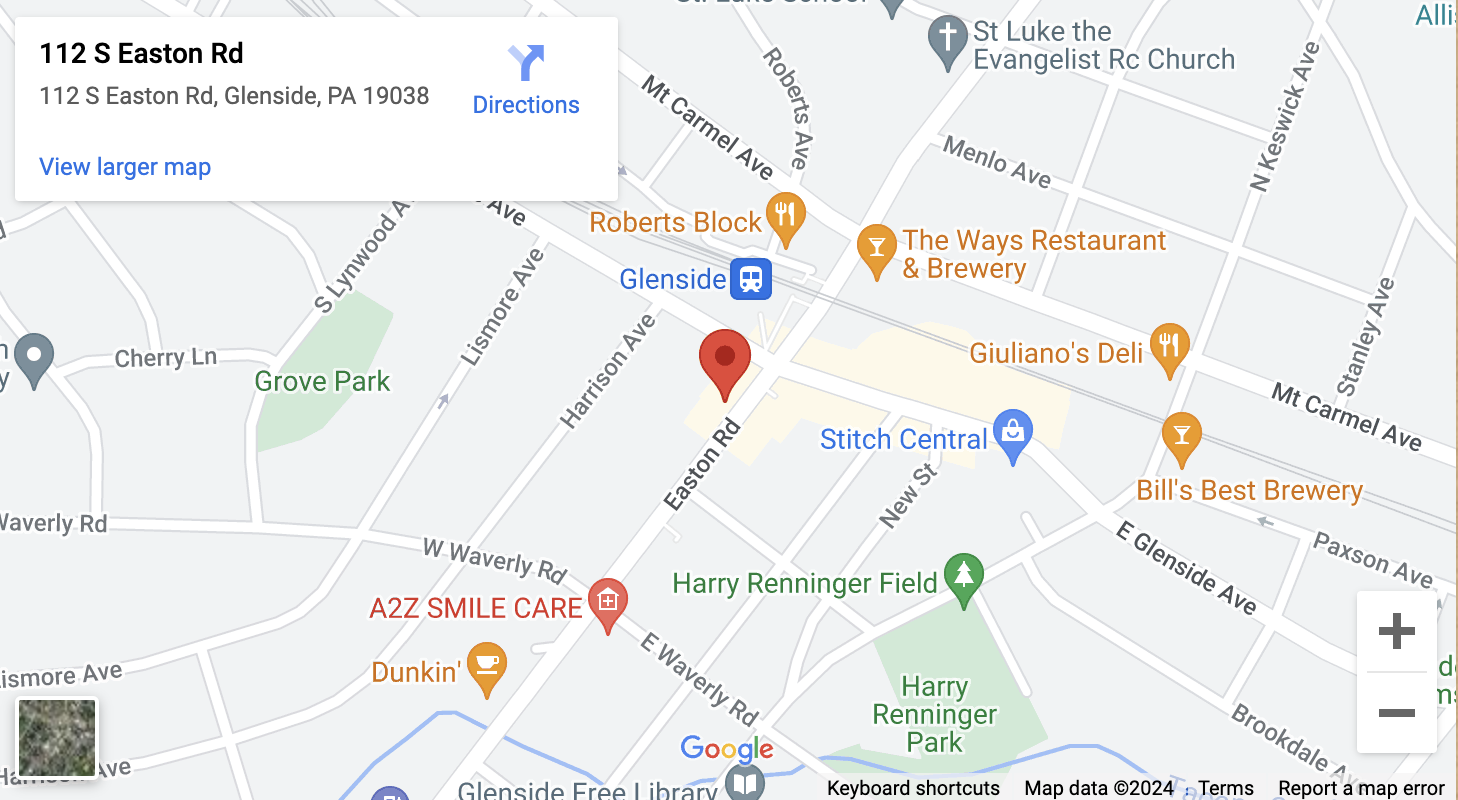 St. Luke School
112 S Easton Rd
112 S Easton Rd, Glenside, PA 19038
Directions
View larger map
St Luke the
Evangelist Rc Church
Roberts Ave
Mt Carmel Ave
N Keswick Ave
Menlo Ave
Ave
Roberts Block
The Ways Restaurant
& Brewery
Glenside
S Lynwood
Lismore Ave
Harrison Ave
Stanley Ave
Cherry Ln
Grove Park
Giuliano's Deli
Mt Carmel Ave
Stitch Central
Easton Rd
New St
Bill's Best Brewery
Waverly Rd
W Waverly Rd
E Glenside Ave
Paxson Ave
Harry Renninger Field
A2Z SMILE CARE
E Waverly Rd
Dunkin'
Lismore Ave
Harry
Renninger
Park
Brookdale Ave
Google
Harrison Ave
Glenside Free Library
Keyboard shortcuts
Map data ©2024
Terms
Report a map error